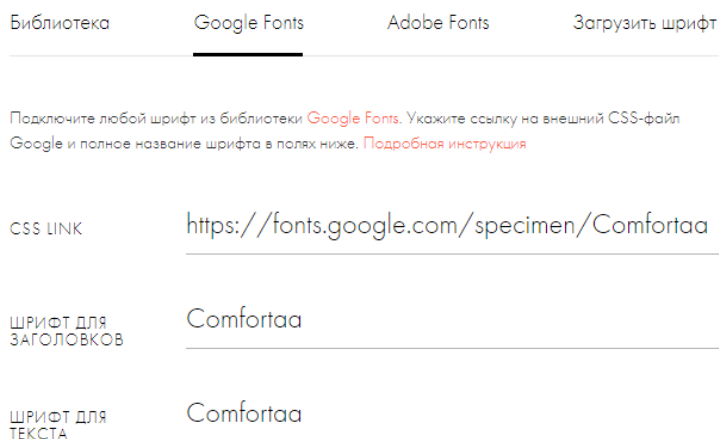 Библиотека Google Fonts Adobe Fonts Загрузить шрифт
Подключите любой шрифт из библиотеки Google Fonts. Укажите ссылку на внешний CSS-файл
Google и полное название шрифта в полях ниже. Подробная инструкция
CSS LINK https://fonts.google.com/specimen/Comfortaa
ШРИФТ ДЛЯ
ЗАГОЛОВКОВ
Comfortaa
ШРИФТ ДЛЯ
ТЕКСТА
Comfortaa